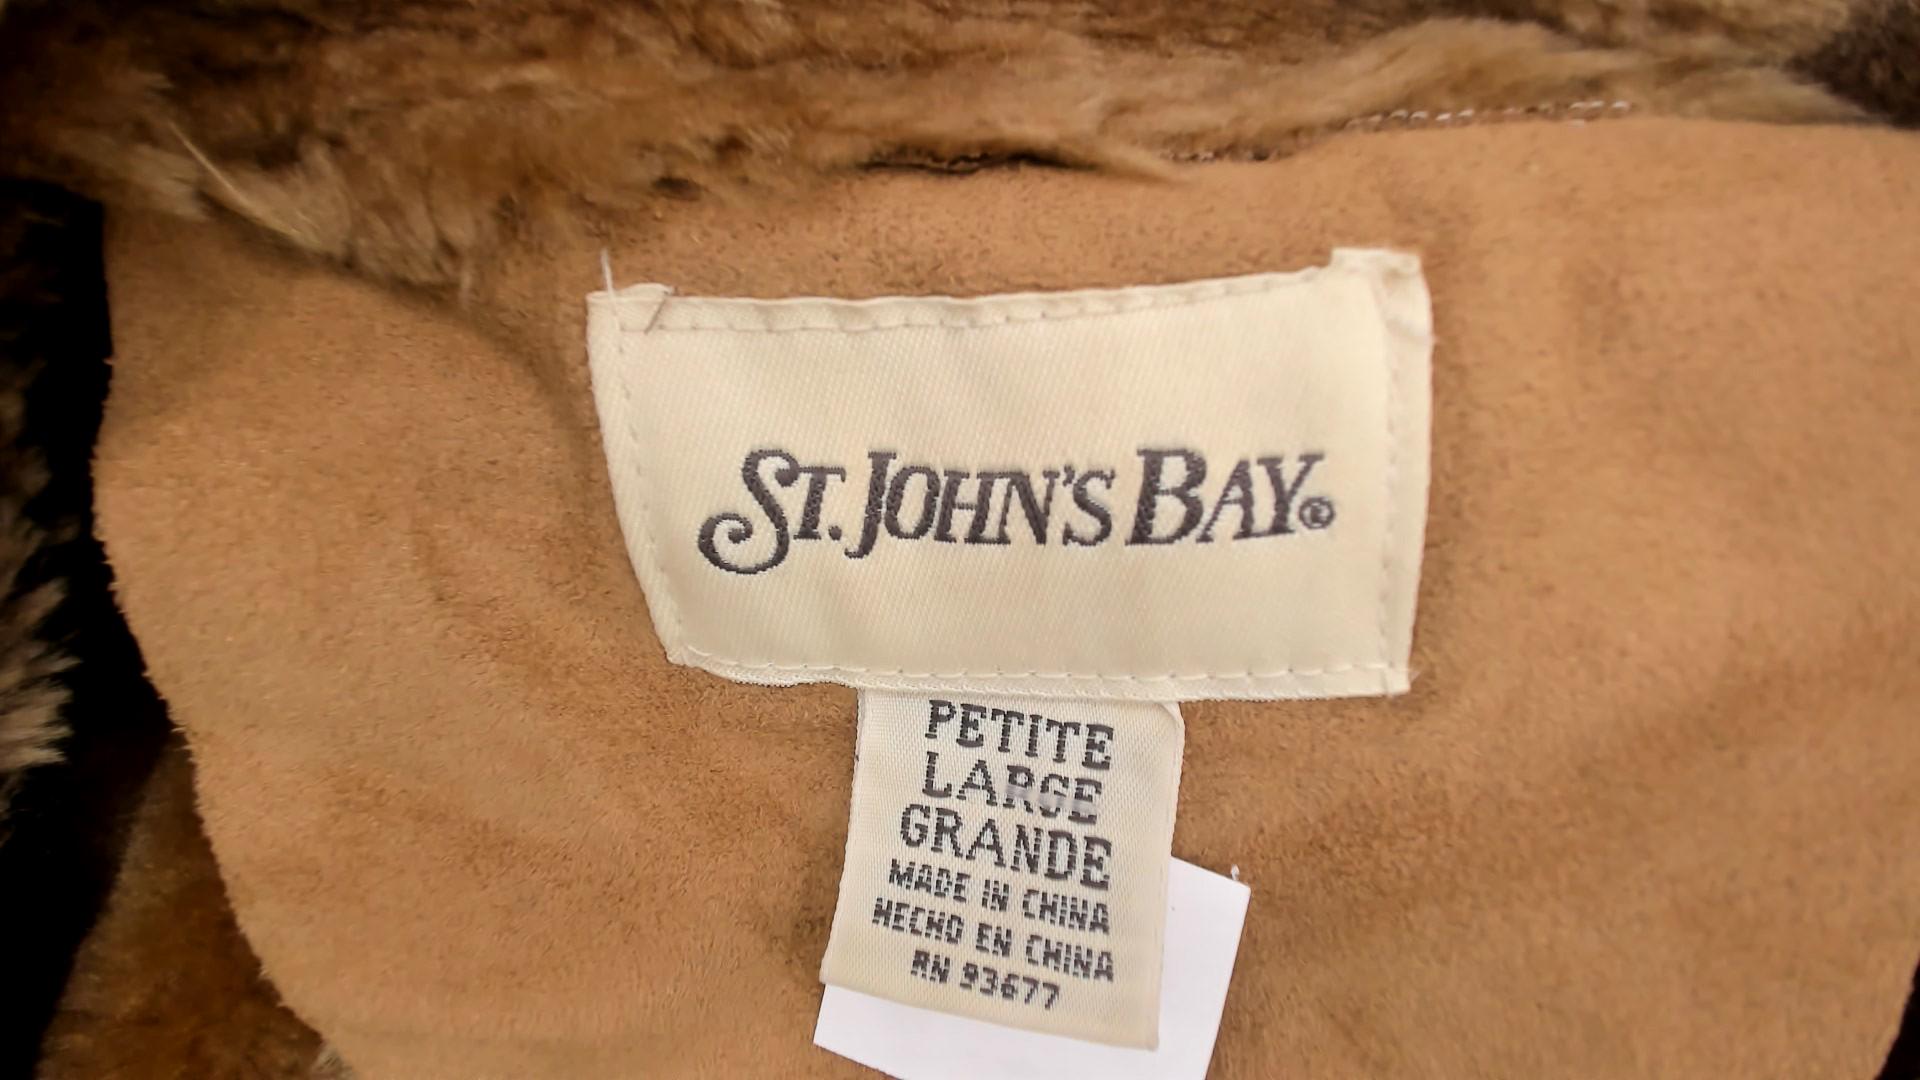 St. John's Bay®
PETITE
LARGE
GRANDE
MADE IN CHINA
HECHO EN CHINA
RN 93677